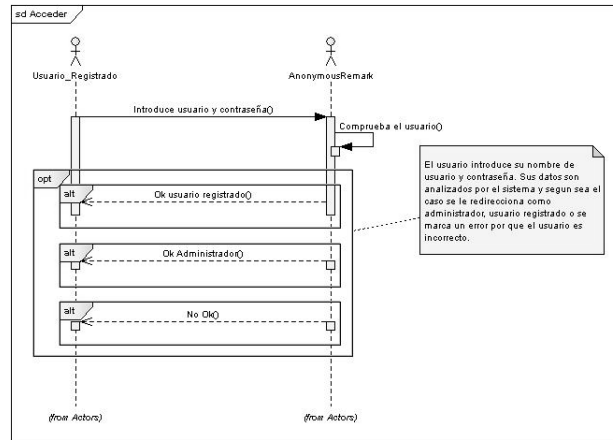 sd Acceder
Usuario_Registrado
AnonymousRemark
Introduce usuario y contraseña()
Comprueba el usuario()
El usuario introduce su nombre de
usuario y contraseña. Sus datos son
analizados por el sistema y segun sea el
caso se le redirecciona como
administrador, usuario registrado o se
marca un error por que el usuario es
incorrecto.
opt
alt
Ok usuario registrado()
alt
Ok Administrador()
alt
No Ok()
(from Actors)
(from Actors)